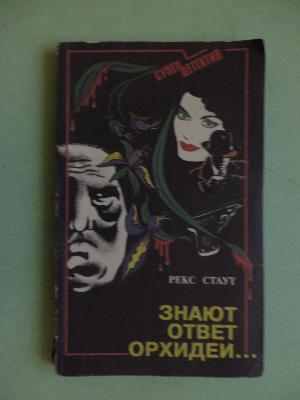 СУПЕР
ДЕТЕКТИВ
РЕКС СТАУТ
ЗНАЮТ
ОТВЕТ
ОРХИДЕИ...